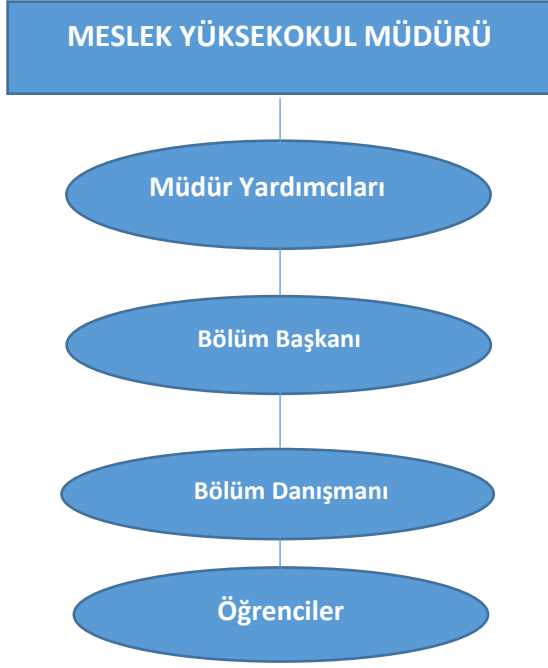 MESLEK YÜKSEKOKUL MÜDÜRÜ
Müdür Yardımcıları
Bölüm Başkanı
Bölüm Danışmanı
Öğrenciler